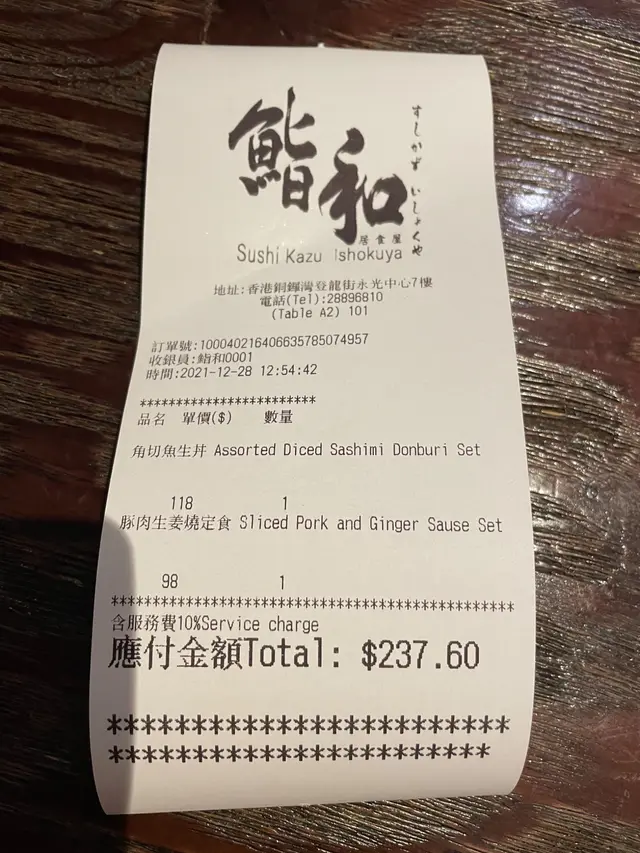 鮨和
すしかず いしょくや
居食屋
Sushi Kazu Ishokuya
地址:香港銅鑼灣登龍街永光中心7樓
電話(Tel):28896810
(Table A2) 101
訂單號:100040216406635785074957
收銀員:鮨和0001
時間:2021-12-28 12:54:42
************************
品名 單價($) 數量
角切魚生丼 Assorted Diced Sashimi Donburi Set
118 1
豚肉生姜燒定食 Sliced Pork and Ginger Sause Set
98 1
**************************************************
含服務費10%Service charge
應付金額Total: $237.60
************************
***********************